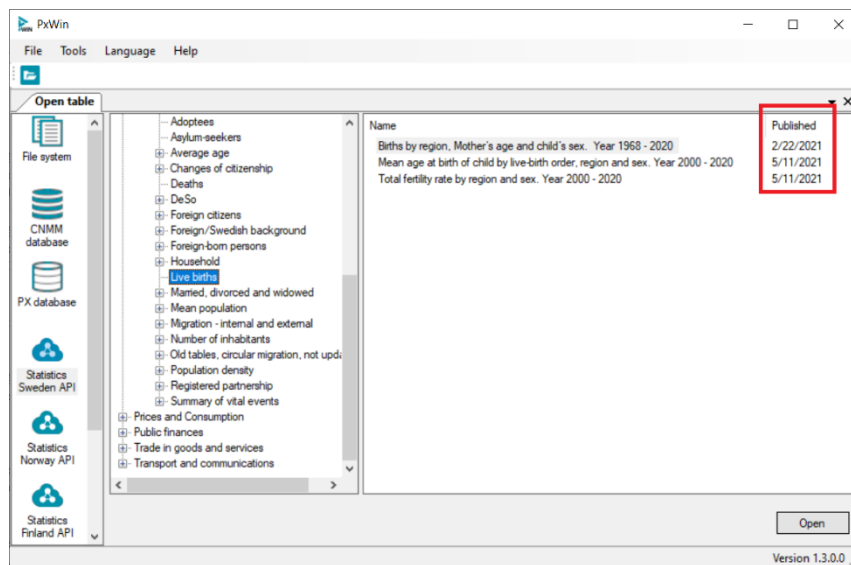 PxWin
File Tools Language Help
Open table
File system
CNMM
database
PX database
Statistics
Sweden API
Statistics
Norway API
Statistics
Finland API
Adoptees
Asylum-seekers
Average age
Changes of citizenship
Deaths
DeSo
Foreign citizens
Foreign/Swedish background
Foreign-born persons
Household
Live births
Married, divorced and widowed
Mean population
Migration - internal and external
Number of inhabitants
Old tables, circular migration, not upda
Population density
Registered partnership
Summary of vital events
Prices and Consumption
Public finances
Trade in goods and services
Transport and communications
Name Published
Births by region, Mother's age and child's sex. Year 1968 - 2020 2/22/2021
Mean age at birth of child by live-birth order, region and sex. Year 2000 - 2020 5/11/2021
Total fertility rate by region and sex. Year 2000 - 2020 5/11/2021
Open
Version 1.3.0.0